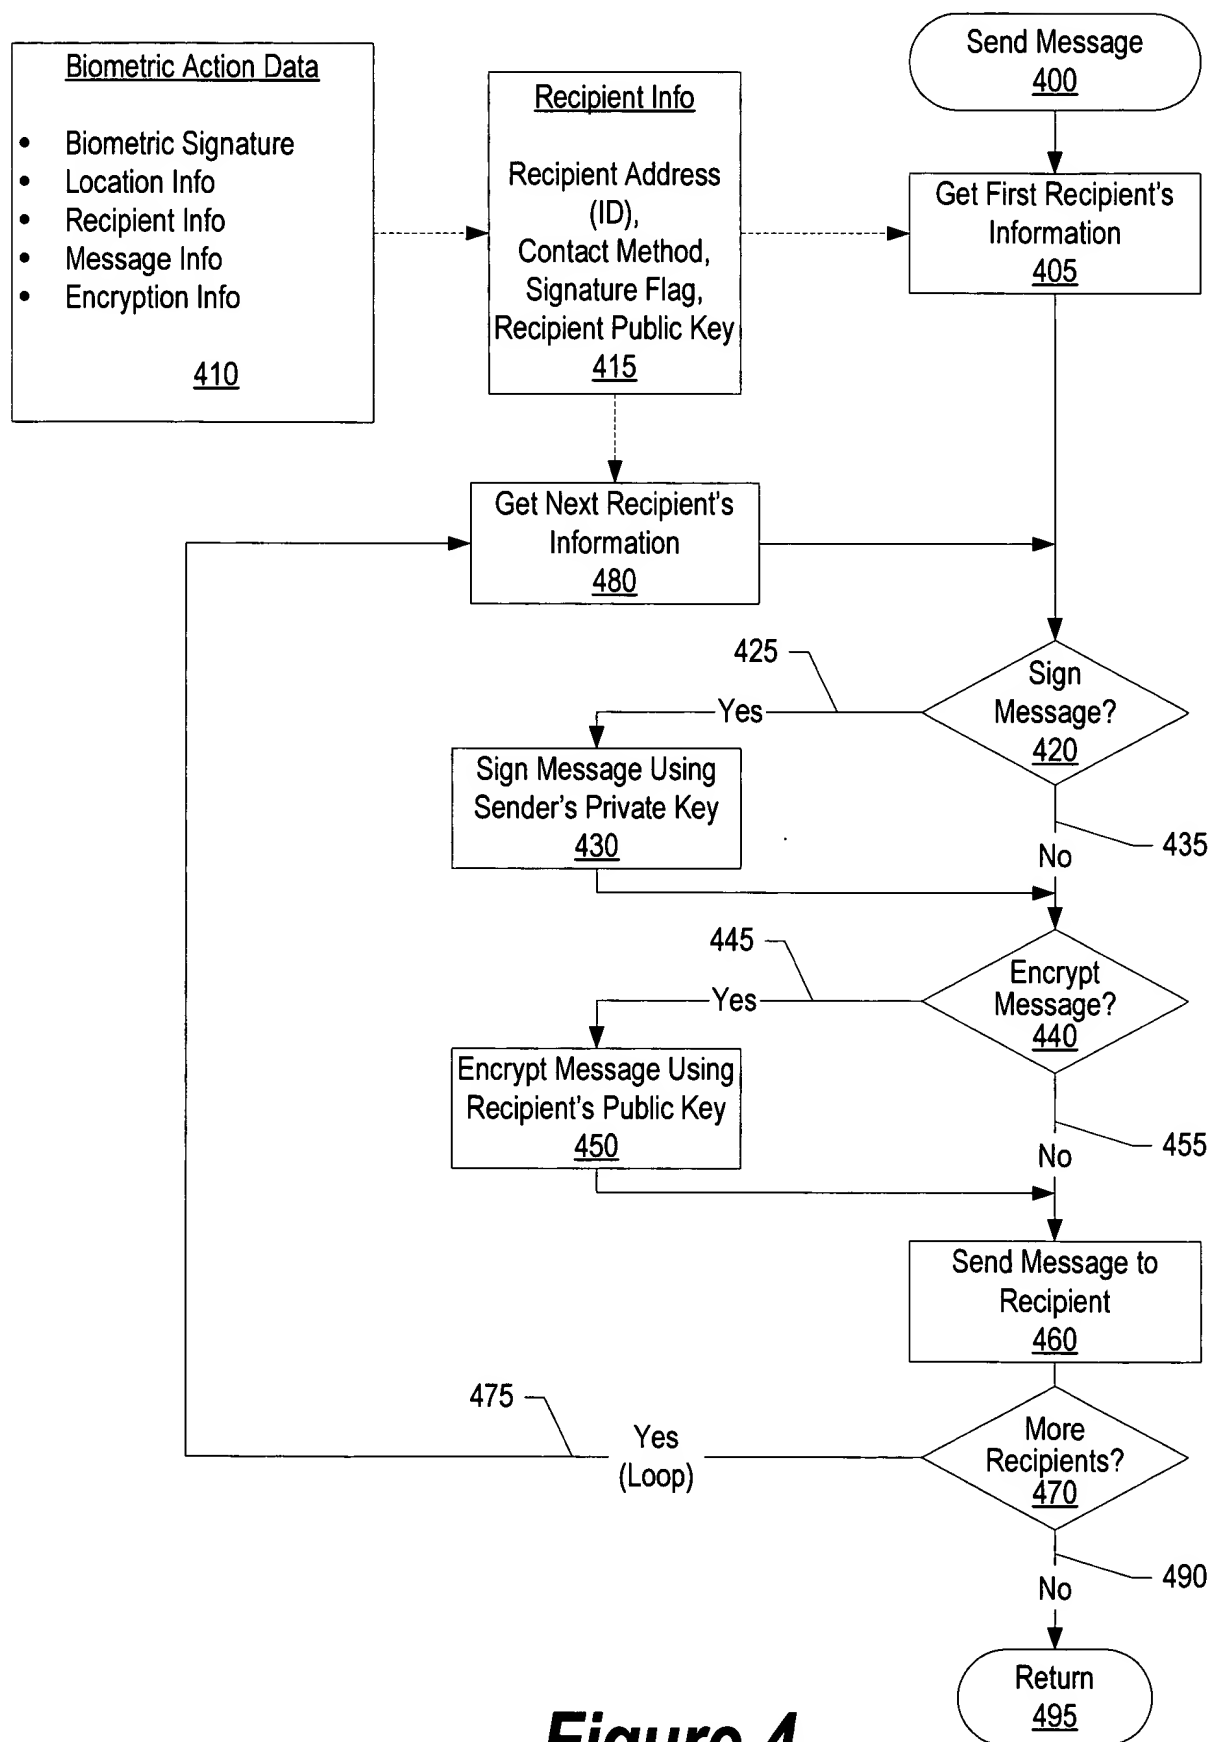 Send Message
400
Biometric Action Data
• Biometric Signature
• Location Info
• Recipient Info
• Message Info
• Encryption Info
410
Recipient Info
Recipient Address
(ID),
Contact Method,
Signature Flag,
Recipient Public Key
415
Get First Recipient's
Information
405
Get Next Recipient's
Information
480
Sign
Message?
420
425
Yes
Sign Message Using
Sender's Private Key
430
435
No
Encrypt
Message?
440
445
Yes
Encrypt Message Using
Recipient's Public Key
450
455
No
Send Message to
Recipient
460
More
Recipients?
470
475
Yes
(Loop)
490
No
Return
495
Figure 4